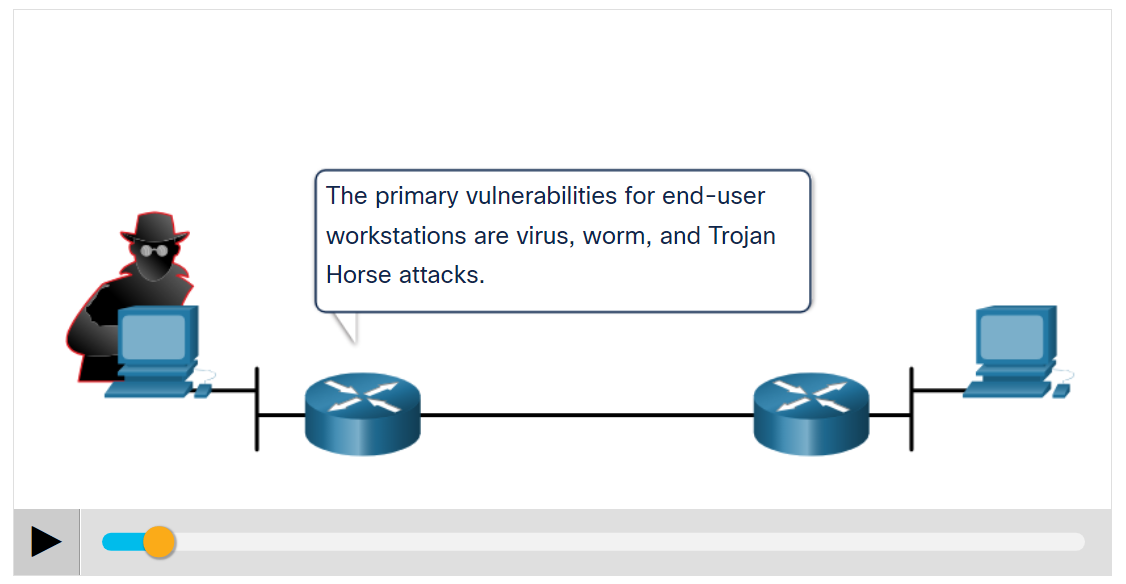 The primary vulnerabilities for end-user
workstations are virus, worm, and Trojan
Horse attacks.